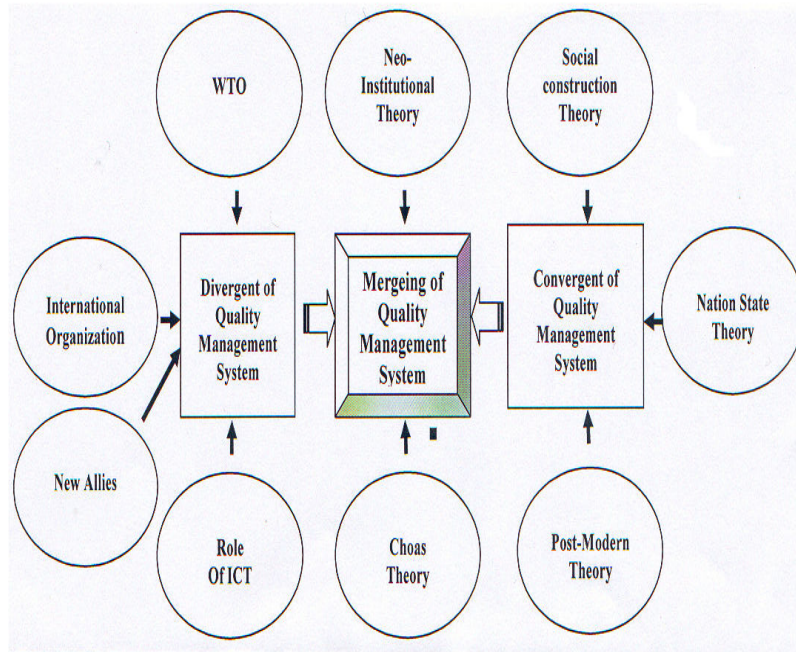 WTO
Neo-
Institutional
Theory
Social
construction
Theory
International
Organization
Divergent of
Quality
Management
System
Mergeing of
Quality
Management
System
Convergent of
Quality
Management
System
Nation State
Theory
New Allies
Role
Of ICT
Choas
Theory
Post-Modern
Theory